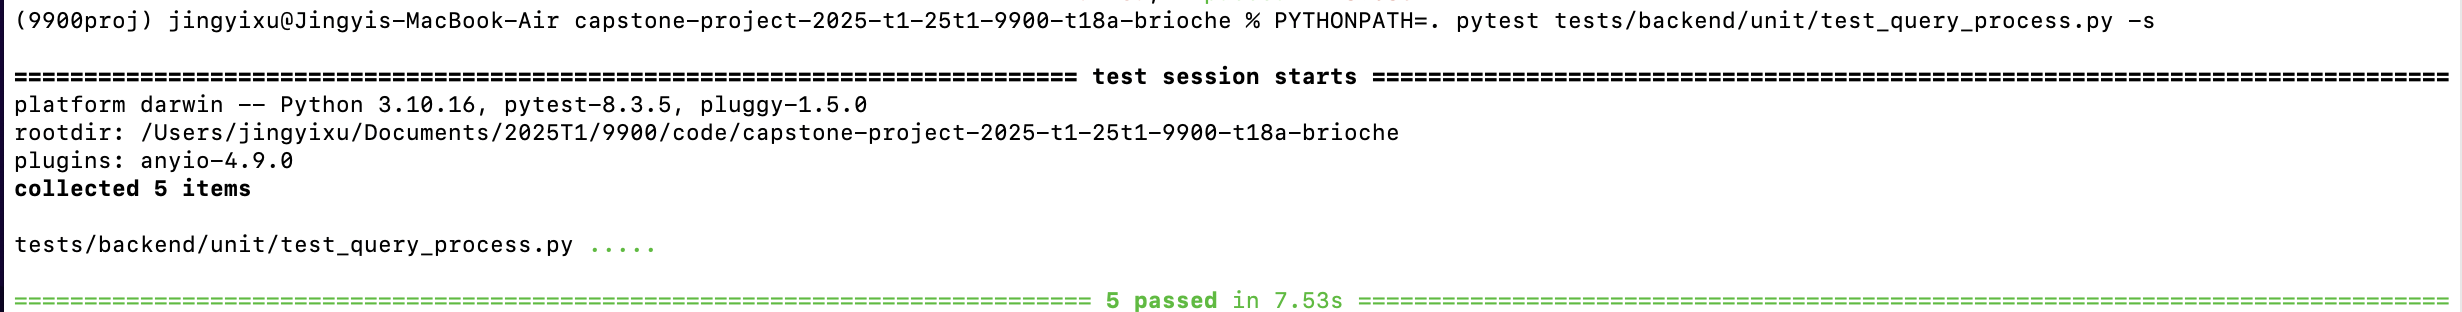 (9900proj) jingyixu@Jingyis-MacBook-Air capstone-project-2025-t1-25t1-9900-t18a-brioche % PYTHONPATH=. pytest tests/backend/unit/test_query_process.py -s
============================================================================ test session starts =============================================================================
platform darwin -- Python 3.10.16, pytest-8.3.5, pluggy-1.5.0
rootdir: /Users/jingyixu/Documents/2025T1/9900/code/capstone-project-2025-t1-25t1-9900-t18a-brioche
plugins: anyio-4.9.0
collected 5 items
tests/backend/unit/test_query_process.py .....
============================================================================= 5 passed in 7.53s ==============================================================================